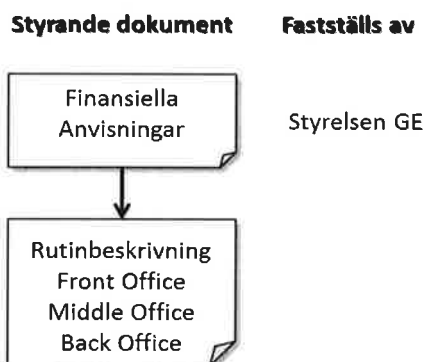 Styrande dokument Fastställs av
Finansiella
Anvisningar
Styrelsen GE
Rutinbeskrivning
Front Office
Middle Office
Back Office